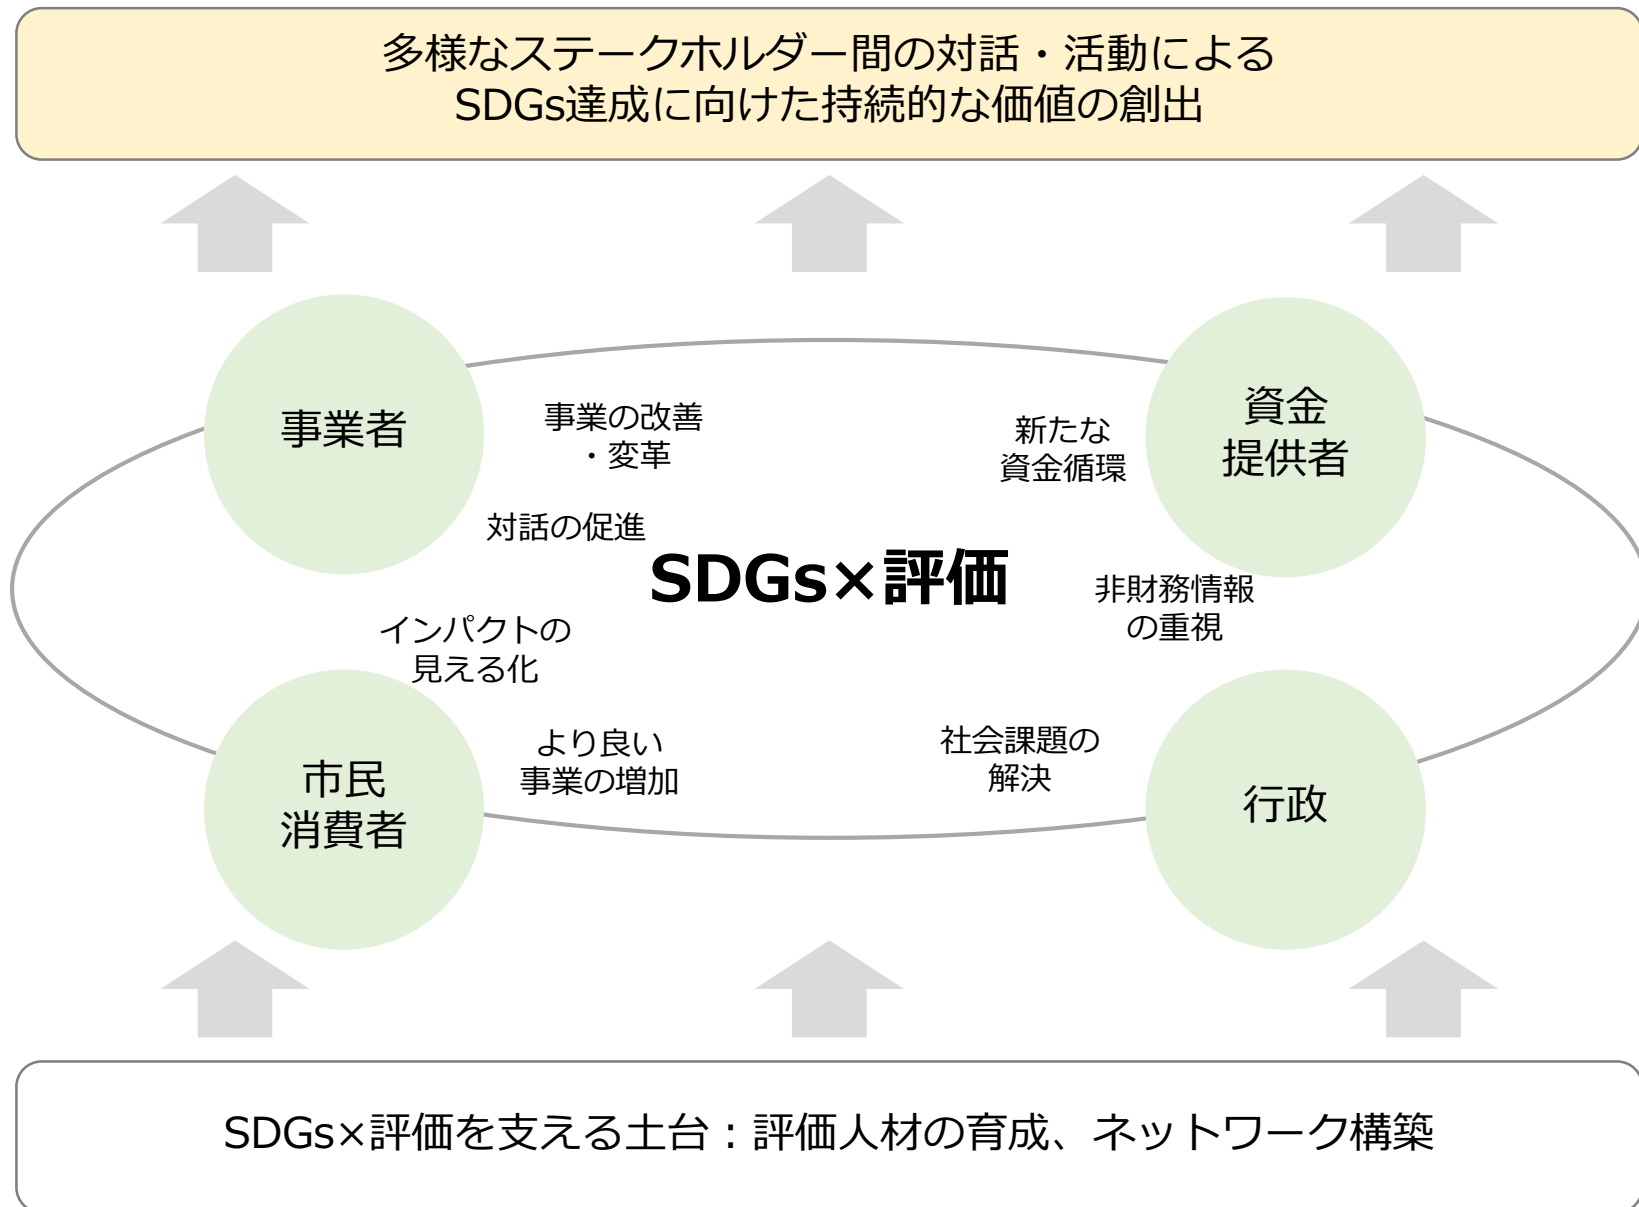 多様なステークホルダー間の対話・活動による
SDGs達成に向けた持続的な価値の創出
事業者
事業の改善
・変革
対話の促進
新たな
資金循環
資金
提供者
SDGs×評価
非財務情報
の重視
インパクトの
見える化
市民
消費者
より良い
事業の増加
社会課題の
解決
行政
SDGs×評価を支える土台：評価人材の育成、ネットワーク構築